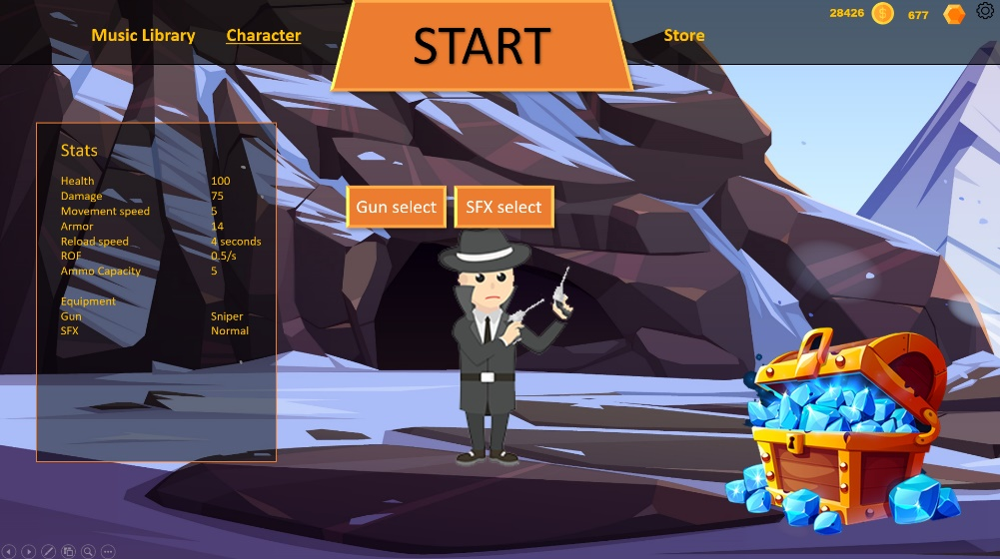 Music Library Character START Store 28426 677
Stats
Health 100
Damage 75
Movement speed 5
Armor 14
Reload speed 4 seconds
ROF 0.5/s
Ammo Capacity 5
Equipment
Gun Sniper
SFX Normal
Gun select SFX select